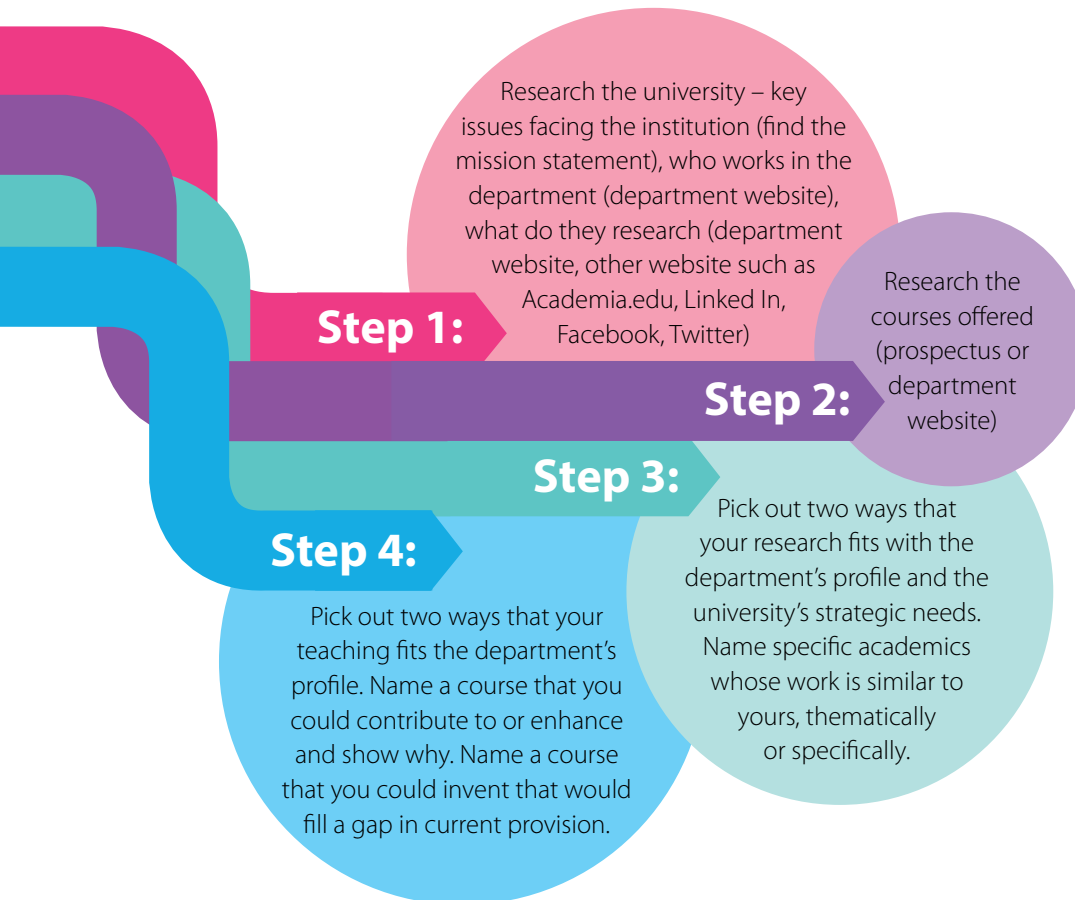 Step 1:
Research the university – key
issues facing the institution (find the
mission statement), who works in the
department (department website),
what do they research (department
website, other website such as
Academia.edu, Linked In,
Facebook, Twitter)
Step 2:
Research the
courses offered
(prospectus or
department
website)
Step 3:
Pick out two ways that
your research fits with the
department’s profile and the
university’s strategic needs.
Name specific academics
whose work is similar to
yours, thematically
or specifically.
Step 4:
Pick out two ways that your
teaching fits the department’s
profile. Name a course that you
could contribute to or enhance
and show why. Name a course
that you could invent that would
fill a gap in current provision.